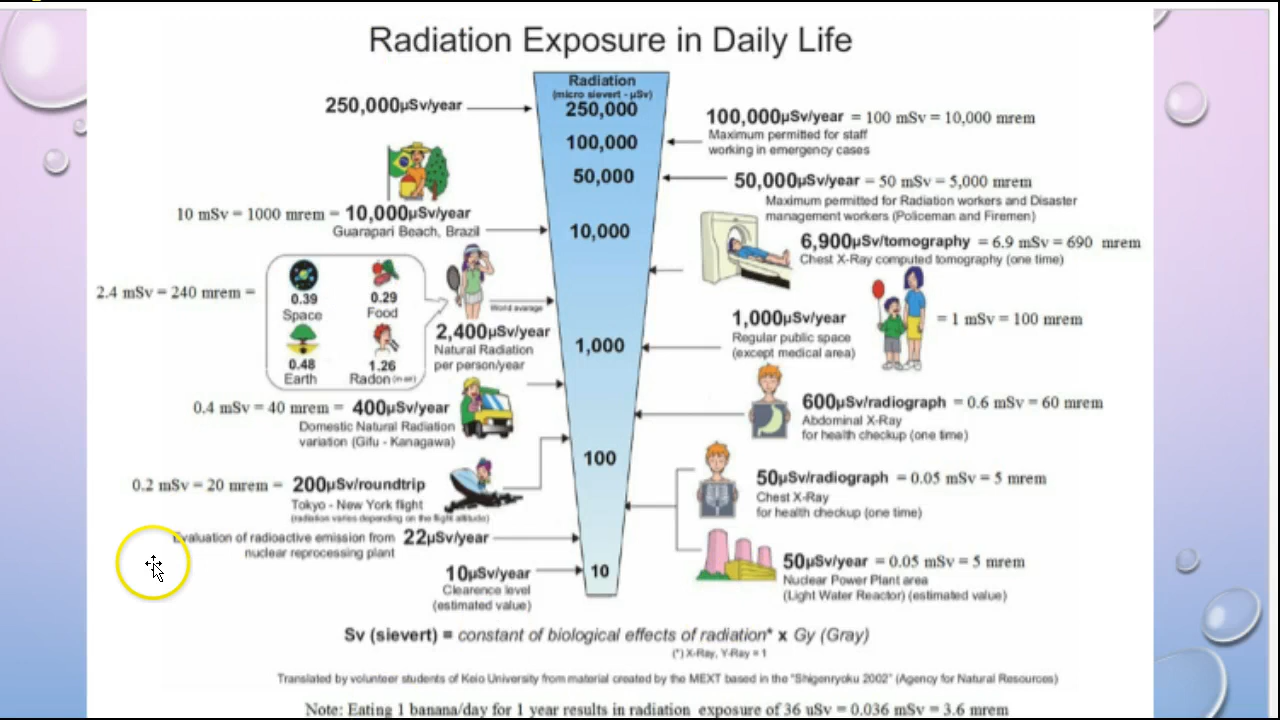 Radiation Exposure in Daily Life
Radiation
(micro sievert - μSv)
250,000
100,000
50,000
10,000
1,000
100
10
250,000μSv/year
10 mSv = 1000 mrem = 10,000μSv/year
Guarapari Beach, Brazil
2.4 mSv = 240 mrem =
0.39
Space
0.29
Food
0.48
Earth
1.26
Radon
World average
2,400μSv/year
Natural Radiation
per person/year
0.4 mSv = 40 mrem = 400μSv/year
Domestic Natural Radiation
variation (Gifu - Kanagawa)
0.2 mSv = 20 mrem = 200μSv/roundtrip
Tokyo - New York flight
(radiation varies depending on the flight altitude)
Evaluation of radioactive emission from
nuclear reprocessing plant
22μSv/year
10μSv/year
Clearence level
(estimated value)
100,000μSv/year = 100 mSv = 10,000 mrem
Maximum permitted for staff
working in emergency cases
50,000μSv/year = 50 mSv = 5,000 mrem
Maximum permitted for Radiation workers and Disaster
management workers (Policeman and Firemen)
6,900μSv/tomography = 6.9 mSv = 690 mrem
Chest X-Ray computed tomography (one time)
1,000μSv/year = 1 mSv = 100 mrem
Regular public space
(except medical area)
600μSv/radiograph = 0.6 mSv = 60 mrem
Abdominal X-Ray
for health checkup (one time)
50μSv/radiograph = 0.05 mSv = 5 mrem
Chest X-Ray
for health checkup (one time)
50μSv/year = 0.05 mSv = 5 mrem
Nuclear Power Plant area
(Light Water Reactor) (estimated value)
Sv (sievert) = constant of biological effects of radiation* x Gy (Gray)
(*) X-Ray, Y-Ray = 1
Translated by volunteer students of Keio University from material created by the MEXT based in the "Shigenryoku 2002" (Agency for Natural Resources)
Note: Eating 1 banana/day for 1 year results in radiation exposure of 36 uSv = 0.036 mSv = 3.6 mrem